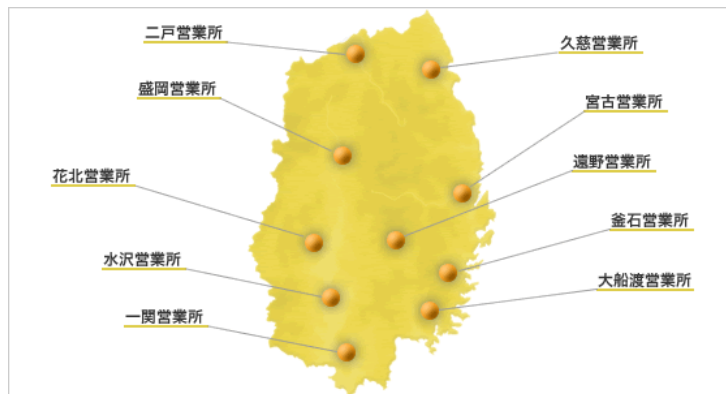 二戸営業所
久慈営業所
盛岡営業所
宮古営業所
遠野営業所
花北営業所
釜石営業所
水沢営業所
大船渡営業所
一関営業所